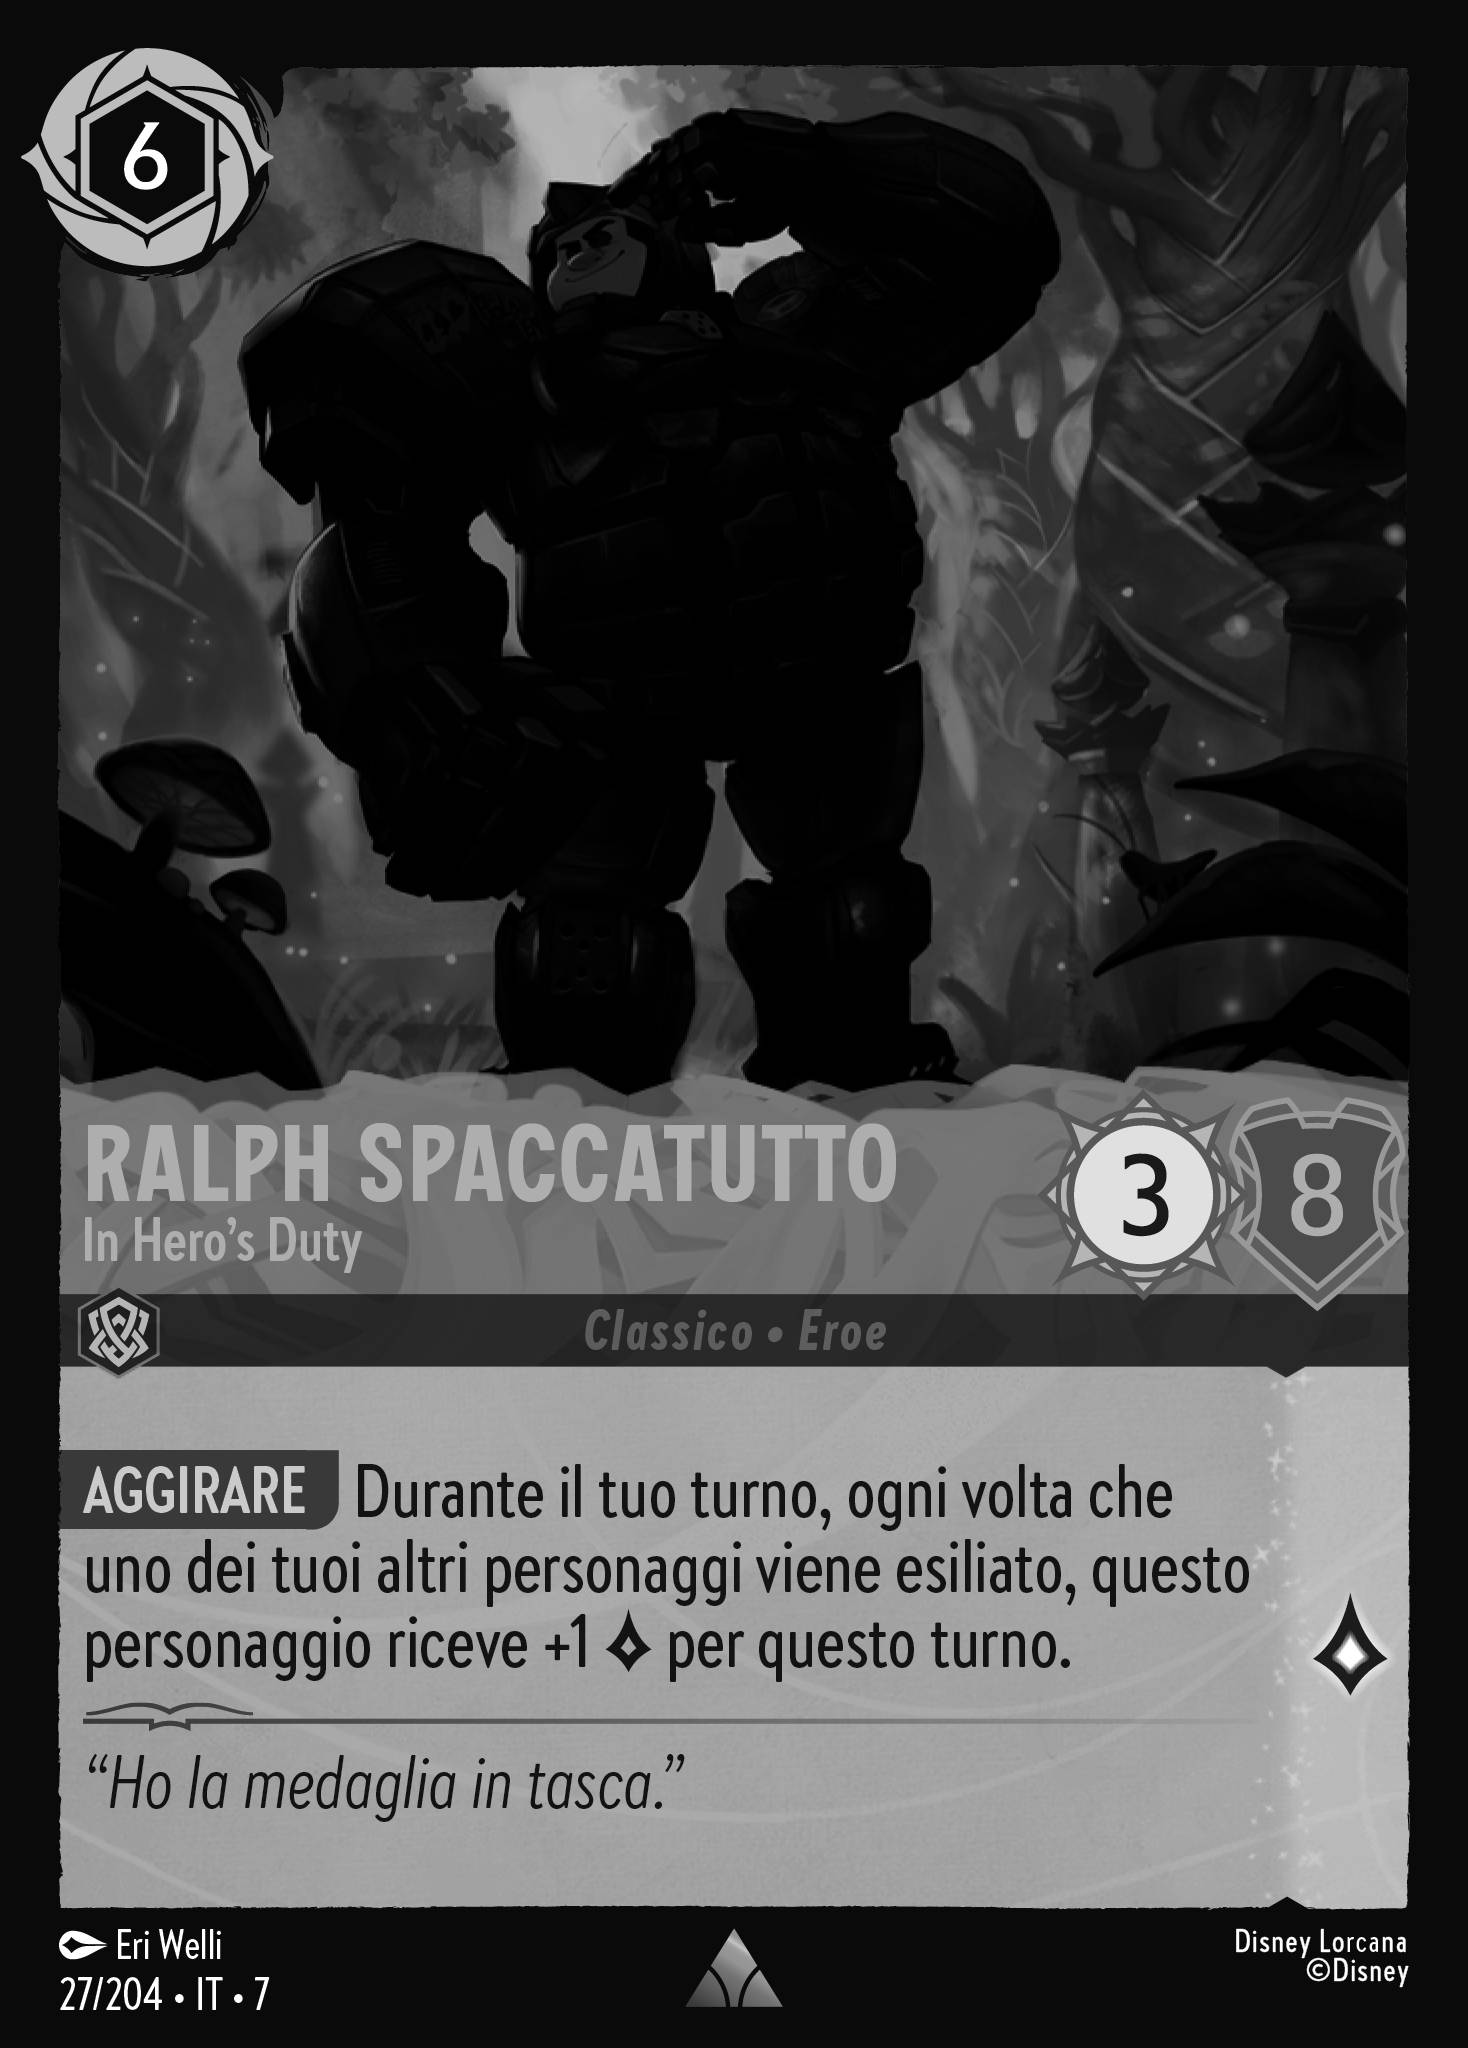 6
RALPH SPACCATUTTO
In Hero's Duty
3
8
Classico • Eroe
AGGIRARE Durante il tuo turno, ogni volta che
uno dei tuoi altri personaggi viene esiliato, questo
personaggio riceve +1 per questo turno.
“Ho la medaglia in tasca.”
Eri Welli
27/204 • IT • 7
Disney Lorcana
©Disney